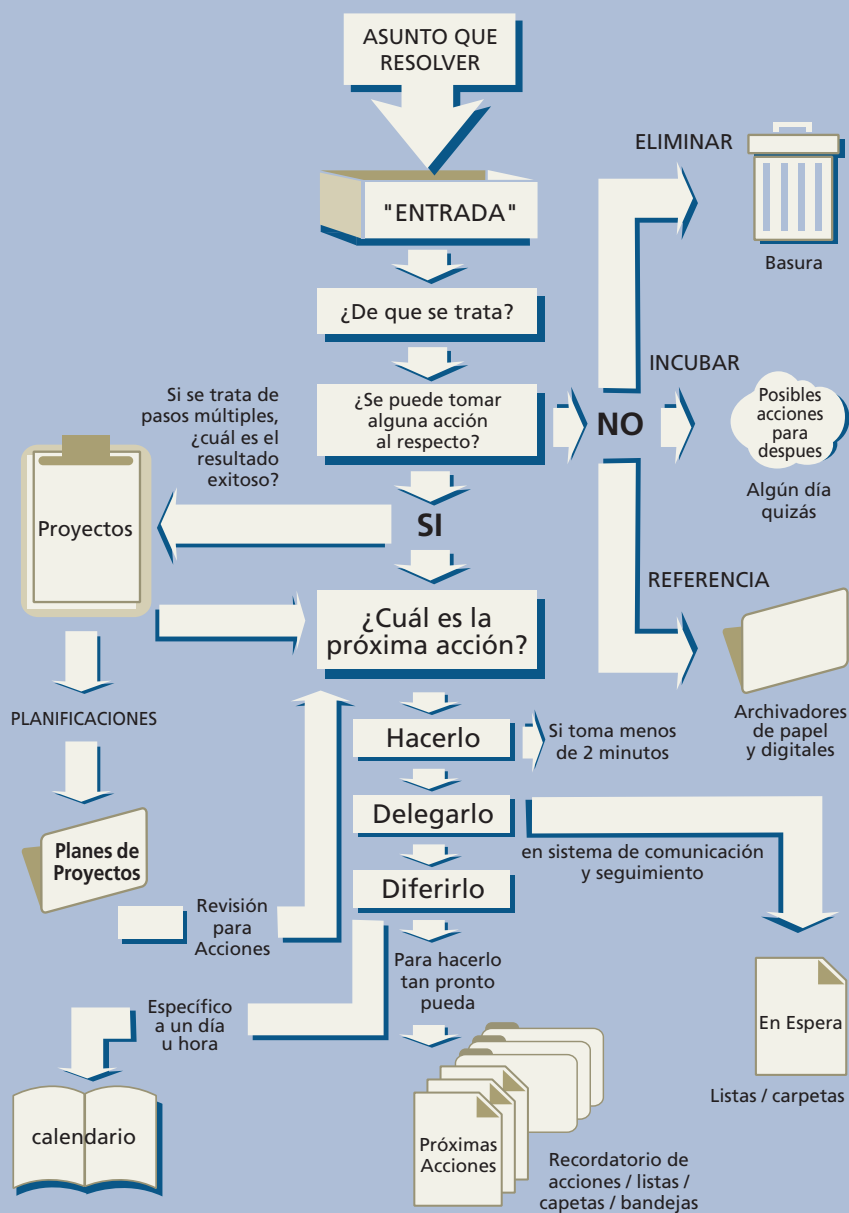 ASUNTO QUE
RESOLVER
"ENTRADA"
¿De que se trata?
¿Se puede tomar
alguna acción
al respecto?
NO
ELIMINAR
Basura
INCUBAR
Posibles
acciones
para
despues
Algún día
quizás
REFERENCIA
Archivadores
de papel
y digitales
SI
Si se trata de
pasos múltiples,
¿cuál es el
resultado
exitoso?
Proyectos
PLANIFICACIONES
Planes de
Proyectos
Revisión
para
Acciones
¿Cuál es la
próxima acción?
Hacerlo
Si toma menos
de 2 minutos
Delegarlo
en sistema de comunicación
y seguimiento
En Espera
Listas / carpetas
Diferirlo
Específico
a un día
u hora
calendario
Para hacerlo
tan pronto
pueda
Próximas
Acciones
Recordatorio de
acciones / listas /
capetas / bandejas